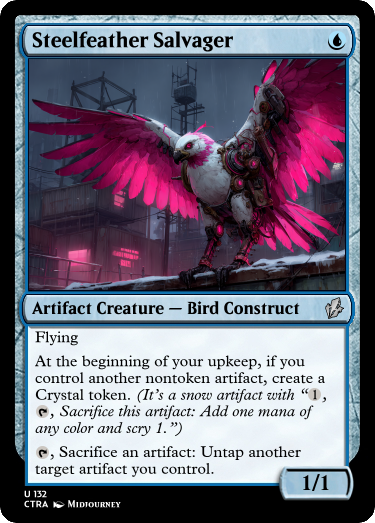 Steelfeather Salvager
Artifact Creature — Bird Construct
Flying
At the beginning of your upkeep, if you
control another nontoken artifact, create a
Crystal token. (It's a snow artifact with “1,
T, Sacrifice this artifact: Add one mana of
any color and scry 1.”)
T, Sacrifice an artifact: Untap another
target artifact you control.
1/1
U 132
CTRA Midjourney